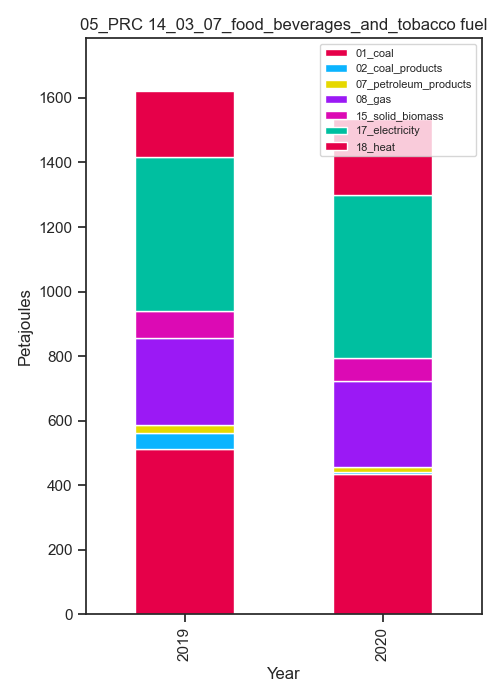 05_PRC 14_03_07_food_beverages_and_tobacco fuel
01_coal
02_coal_products
07_petroleum_products
08_gas
15_solid_biomass
17_electricity
18_heat
Petajoules
1600
1400
1200
1000
800
600
400
200
0
2019
2020
Year